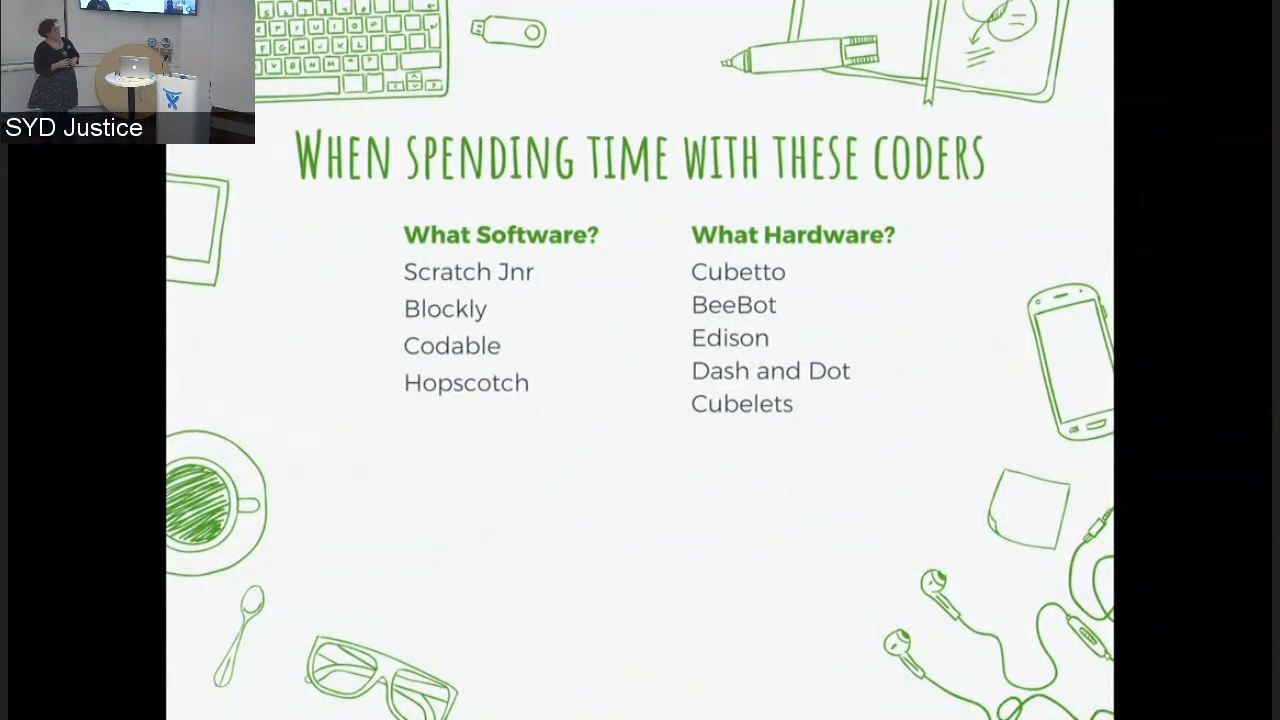 SYD Justice
When spending time with these coders
What Software?
Scratch Jnr
Blockly
Codable
Hopscotch
What Hardware?
Cubetto
BeeBot
Edison
Dash and Dot
Cubelets